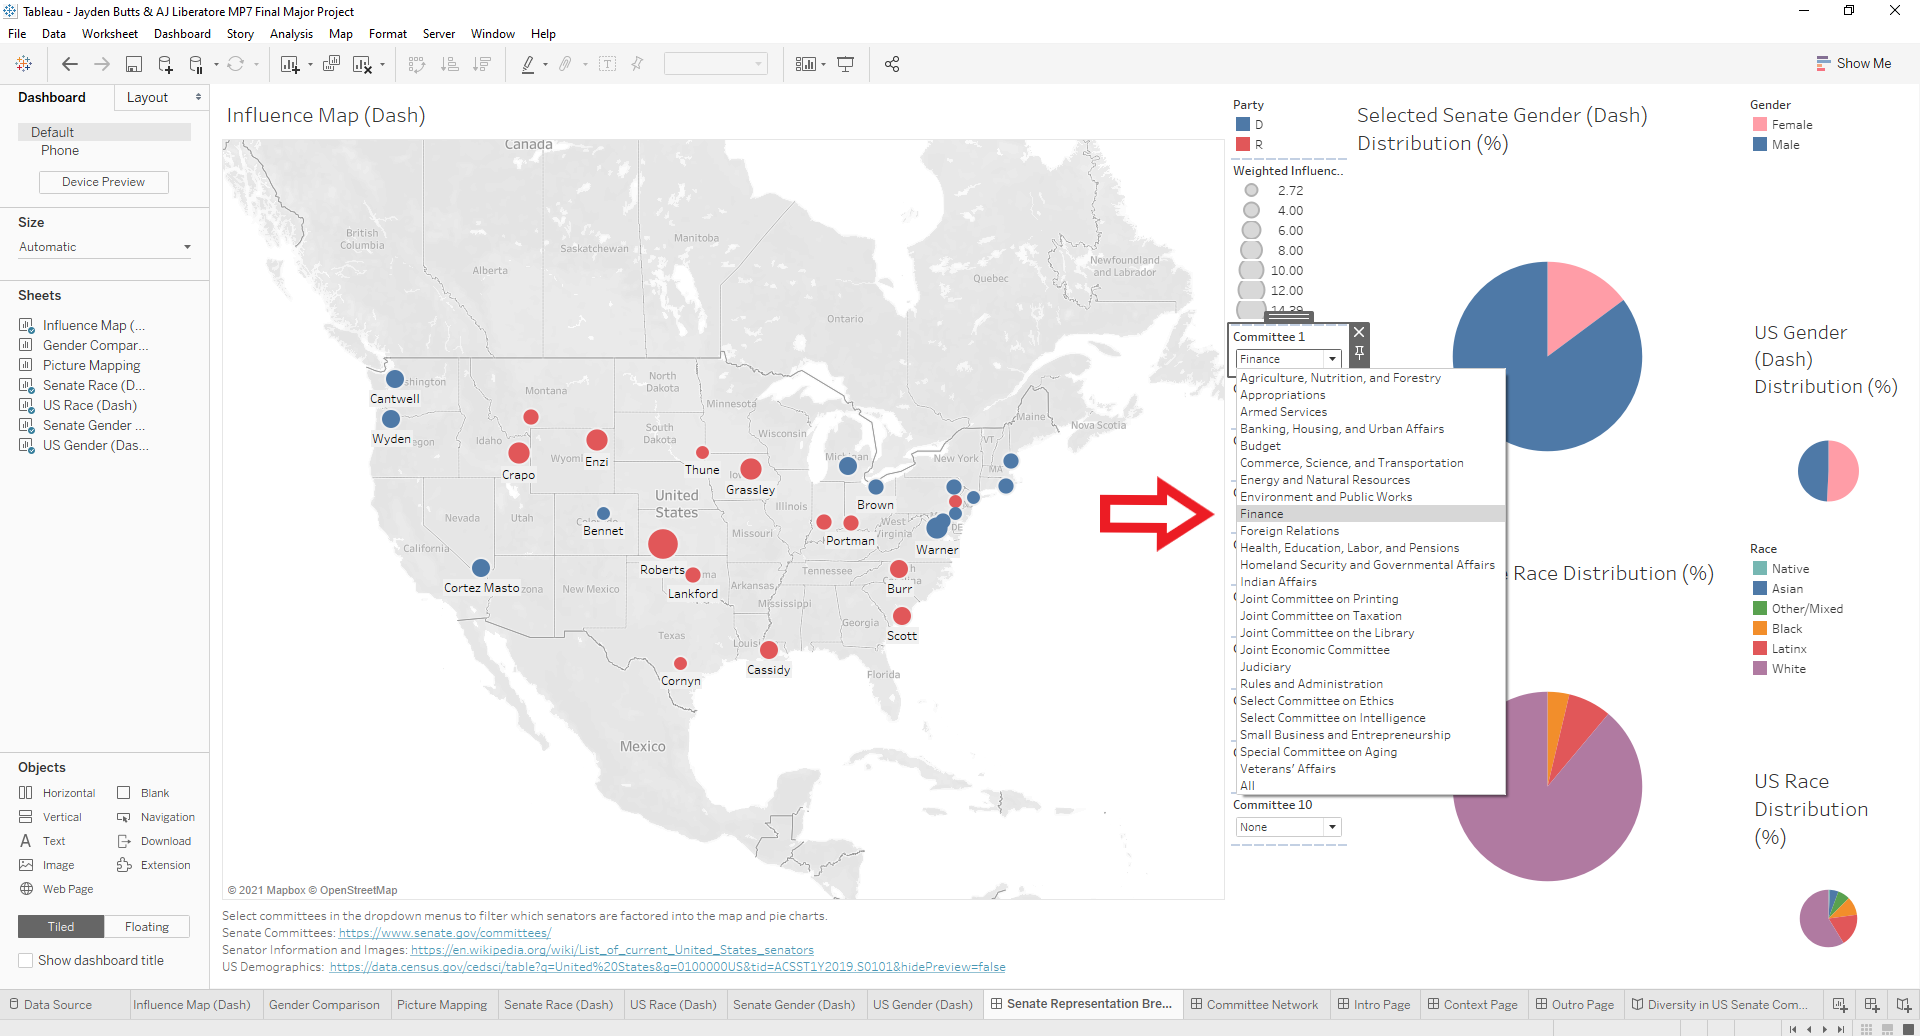 Tableau - Jayden Butts & AJ Liberatore MP7 Final Major Project
File Data Worksheet Dashboard Story Analysis Map Format Server Window Help
Show Me
Dashboard Layout
Default
Phone
Device Preview
Size
Automatic
Sheets
Influence Map (...
Gender Compar...
Picture Mapping
Senate Race (D...
US Race (Dash)
Senate Gender ...
US Gender (Das...
Objects
Horizontal Blank
Vertical Navigation
Text Download
Image Extension
Web Page
Tiled Floating
Show dashboard title
Influence Map (Dash)
Canada
British
Columbia
Alberta
Saskatchewan
Manitoba
Ontario
Quebec
Newfoundland
and Labrador
Nova Scotia
Maine
Montana
North
Dakota
Minnesota
South
Dakota
Wisconsin
Idaho
New York
VT
MA
United
States
Nevada
Utah
California
Illinois
Missouri
West
Virginia
DE
Tennessee
Arkansas
Mississippi
New Mexico
Texas
Georgia
Florida
Mexico
Cantwell
Wyden
Crapo
Enzi
Thune
Grassley
Brown
Bennet
Portman
Warner
Roberts
Lankford
Cortez Masto
Burr
Scott
Cassidy
Cornyn
© 2021 Mapbox © OpenStreetMap
Select committees in the dropdown menus to filter which senators are factored into the map and pie charts.
Senate Committees: https://www.senate.gov/committees/
Senator Information and Images: https://en.wikipedia.org/wiki/List_of_current_United_States_senators
US Demographics: https://data.census.gov/cedsci/table?q=United%20States&g=0100000US&tid=ACSST1Y2019.S0101&hidePreview=false
Party
D
R
Weighted Influenc..
2.72
4.00
6.00
8.00
10.00
12.00
Committee 1
Finance
Agriculture, Nutrition, and Forestry
Appropriations
Armed Services
Banking, Housing, and Urban Affairs
Budget
Commerce, Science, and Transportation
Energy and Natural Resources
Environment and Public Works
Finance
Foreign Relations
Health, Education, Labor, and Pensions
Homeland Security and Governmental Affairs
Indian Affairs
Joint Committee on Printing
Joint Committee on Taxation
Joint Committee on the Library
Joint Economic Committee
Judiciary
Rules and Administration
Select Committee on Ethics
Select Committee on Intelligence
Small Business and Entrepreneurship
Special Committee on Aging
Veterans’ Affairs
All
Committee 10
None
Selected Senate Gender (Dash)
Distribution (%)
Gender
Female
Male
US Gender
(Dash)
Distribution (%)
Race Distribution (%)
Race
Native
Asian
Other/Mixed
Black
Latinx
White
US Race
Distribution
(%)
Data Source Influence Map (Dash) Gender Comparison Picture Mapping Senate Race (Dash) US Race (Dash) Senate Gender (Dash) US Gender (Dash) Senate Representation Bre... Committee Network Intro Page Context Page Outro Page Diversity in US Senate Com...